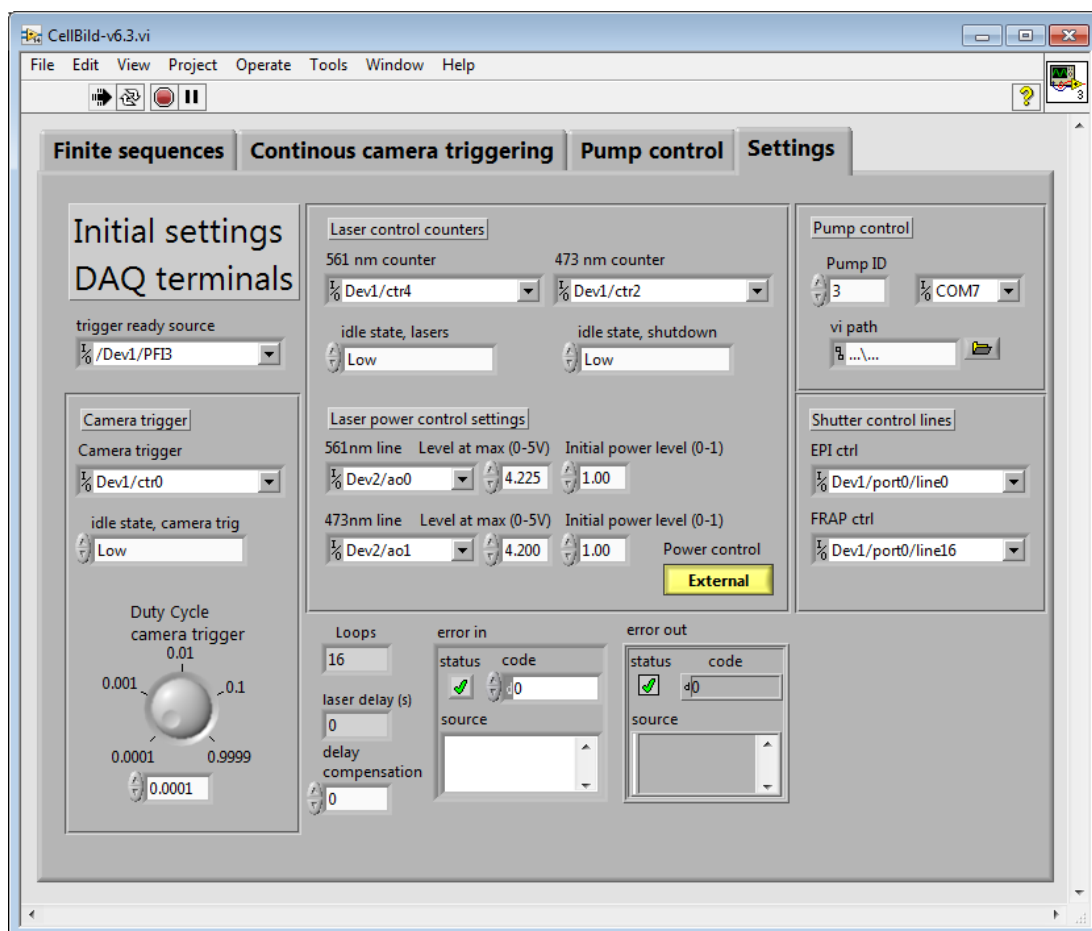 CellBild-v6.3.vi
File Edit View Project Operate Tools Window Help
?
3
Finite sequences Continous camera triggering Pump control Settings
Initial settings
DAQ terminals
trigger ready source
/Dev1/PFI3
Camera trigger
Camera trigger
Dev1/ctr0
idle state, camera trig
Low
Duty Cycle
camera trigger
0.01
0.001
0.1
0.0001
0.9999
0.0001
Laser control counters
561 nm counter 473 nm counter
Dev1/ctr4 Dev1/ctr2
idle state, lasers idle state, shutdown
Low Low
Laser power control settings
561nm line Level at max (0-5V) Initial power level (0-1)
Dev2/ao0 4.225 1.00
473nm line Level at max (0-5V) Initial power level (0-1)
Dev2/ao1 4.200 1.00
Power control
External
Pump control
Pump ID
3 COM7
vi path
...\...
Shutter control lines
EPI ctrl
Dev1/port0/line0
FRAP ctrl
Dev1/port0/line16
Loops
16
laser delay (s)
0
delay
compensation
0
error in
status code
d0
source
error out
status code
d0
source